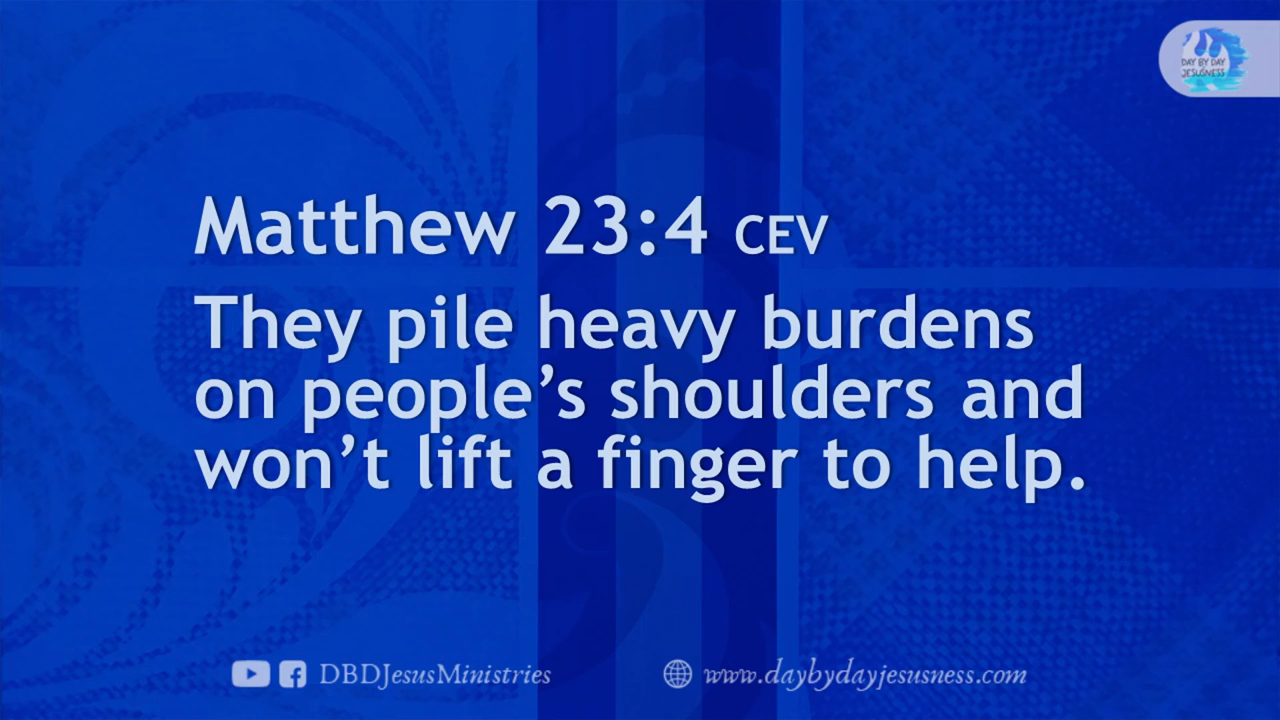 DAY BY DAY
JESUSNESS
Matthew 23:4 CEV
They pile heavy burdens
on people’s shoulders and
won’t lift a finger to help.
DBDJesusMinistries
www.daybydayjesusness.com